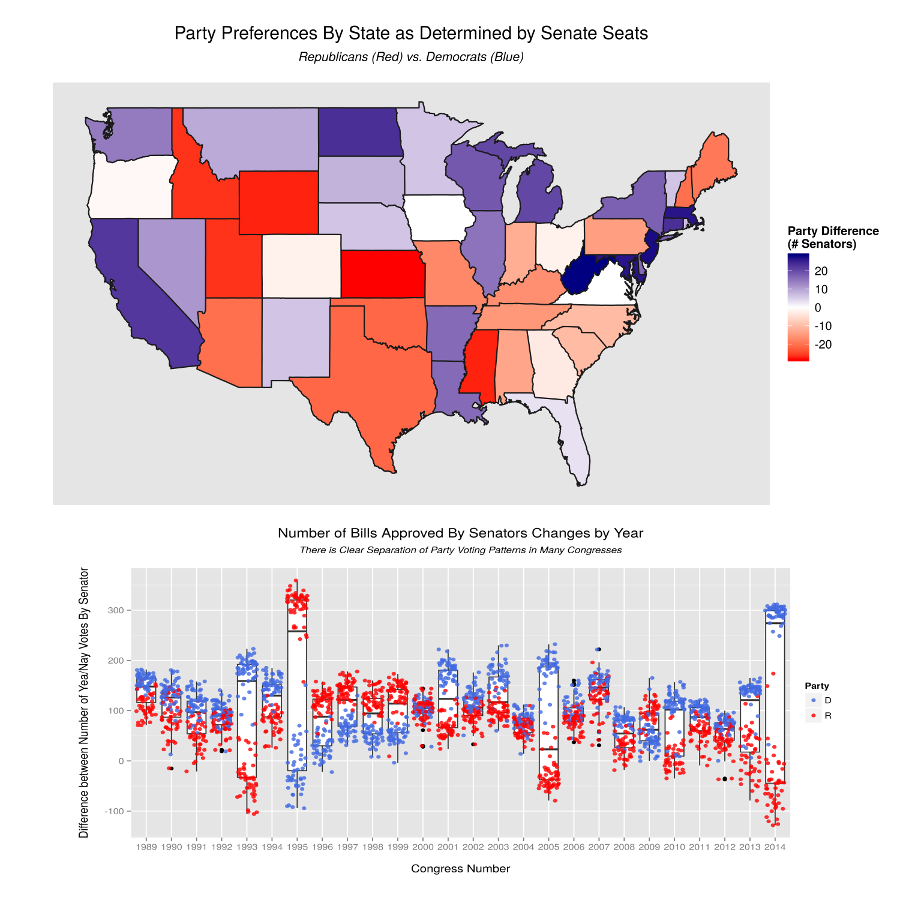 Party Preferences By State as Determined by Senate Seats
Republicans (Red) vs. Democrats (Blue)
Party Difference
(# Senators)
20
10
0
-10
-20
Number of Bills Approved By Senators Changes by Year
There is Clear Separation of Party Voting Patterns in Many Congresses
Difference between Number of Yea/Nay Votes By Senator
300
200
100
0
-100
1989 1990 1991 1992 1993 1994 1995 1996 1997 1998 1999 2000 2001 2002 2003 2004 2005 2006 2007 2008 2009 2010 2011 2012 2013 2014
Congress Number
Party
D
R